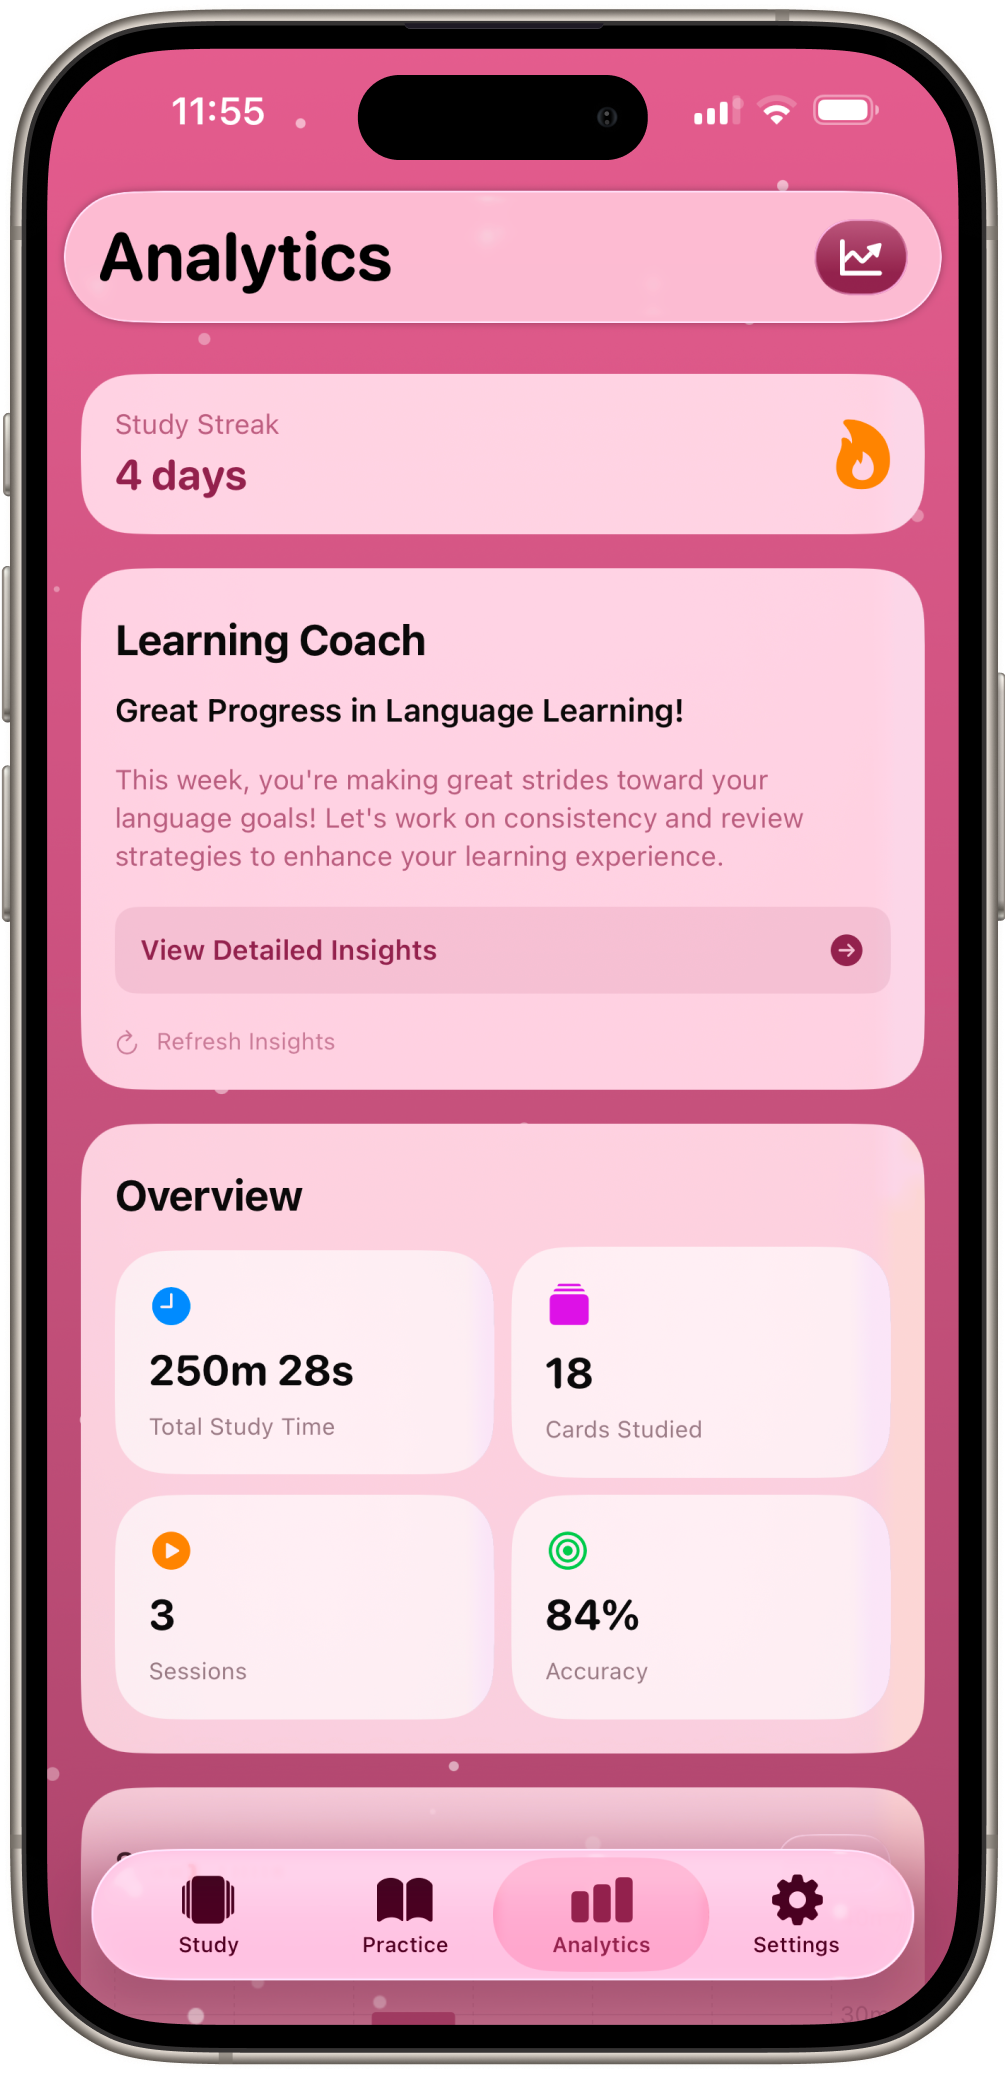 11:55
Analytics
Study Streak
4 days
Learning Coach
Great Progress in Language Learning!
This week, you're making great strides toward your
language goals! Let's work on consistency and review
strategies to enhance your learning experience.
View Detailed Insights
Refresh Insights
Overview
250m 28s
Total Study Time
18
Cards Studied
3
Sessions
84%
Accuracy
Study
Practice
Analytics
Settings